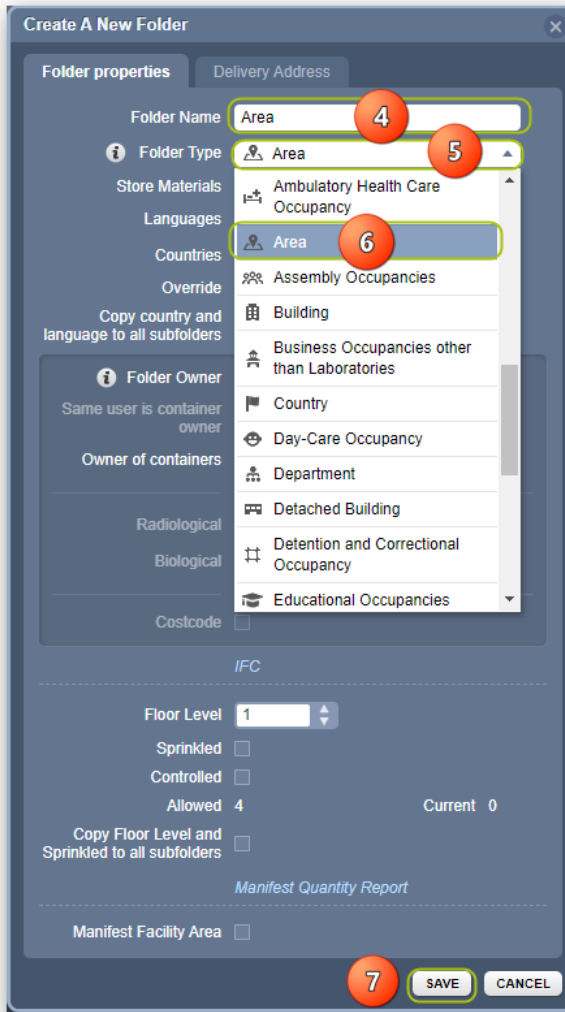 Create A New Folder
Folder properties
Delivery Address
Folder Name Area 4
Folder Type Area 5
Store Materials
Languages
Countries
Override
Copy country and
language to all subfolders
Ambulatory Health Care
Occupancy
Area 6
Assembly Occupancies
Building
Business Occupancies other
than Laboratories
Country
Day-Care Occupancy
Department
Detached Building
Detention and Correctional
Occupancy
Educational Occupancies
Folder Owner
Same user is container
owner
Owner of containers
Radiological
Biological
Costcode
IFC
Floor Level 1
Sprinkled
Controlled
Allowed 4 Current 0
Copy Floor Level and
Sprinkled to all subfolders
Manifest Quantity Report
Manifest Facility Area
7 SAVE CANCEL